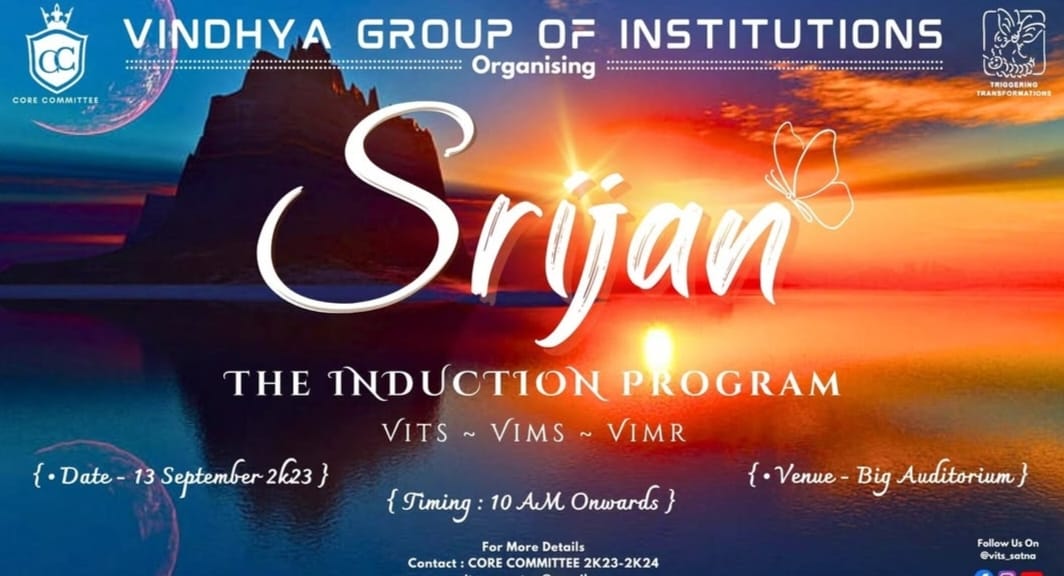 VINDHYA GROUP OF INSTITUTIONS
Organising
CC
CORE COMMITTEE
TRIGGERING
TRANSFORMATIONS
Srijan
THE INDUCTION PROGRAM
VITS ~ VIMS ~ VIMR
{ • Date - 13 September 2k23 }
{ • Venue - Big Auditorium }
{ Timing : 10 AM Onwards }
For More Details
Contact : CORE COMMITTEE 2K23-2K24
Follow Us On
@vits_satna